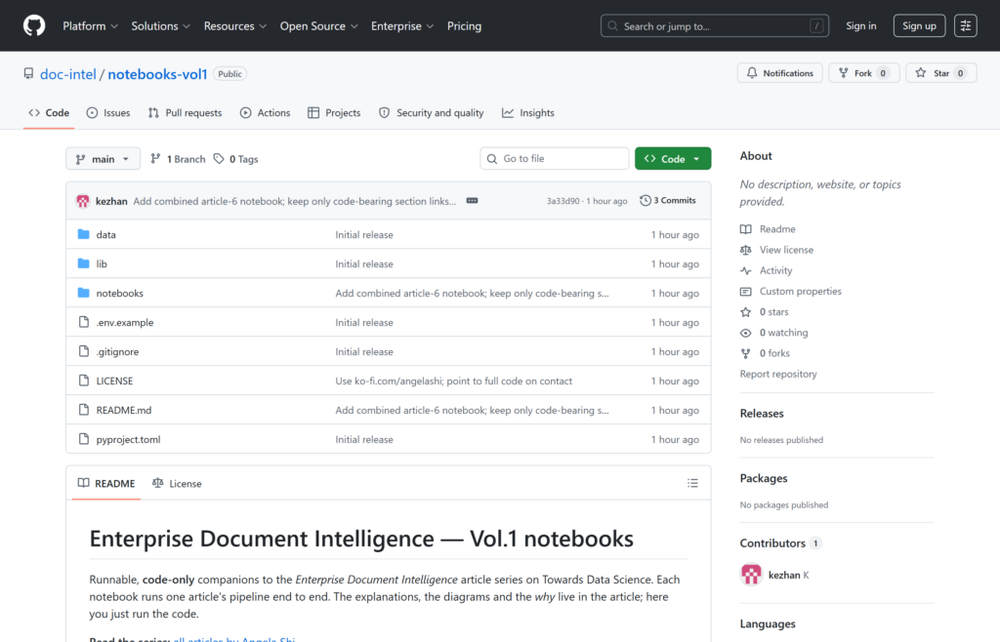 Platform Solutions Resources Open Source Enterprise Pricing
Search or jump to... /
Sign in
Sign up
doc-intel / notebooks-vol1 Public
Notifications
Fork 0
Star 0
Code Issues Pull requests Actions Projects Security and quality Insights
main 1 Branch 0 Tags
Go to file
Code
kezhan Add combined article-6 notebook; keep only code-bearing section links... 3a33d90 · 1 hour ago 3 Commits
data Initial release 1 hour ago
lib Initial release 1 hour ago
notebooks Add combined article-6 notebook; keep only code-bearing s... 1 hour ago
.env.example Initial release 1 hour ago
.gitignore Initial release 1 hour ago
LICENSE Use ko-fi.com/angelashi; point to full code on contact 1 hour ago
README.md Add combined article-6 notebook; keep only code-bearing s... 1 hour ago
pyproject.toml Initial release 1 hour ago
README License
Enterprise Document Intelligence — Vol.1 notebooks
Runnable, code-only companions to the Enterprise Document Intelligence article series on Towards Data Science. Each
notebook runs one article's pipeline end to end. The explanations, the diagrams and the why live in the article; here
you just run the code.
Read the series: all articles by Angela Shi
About
No description, website, or topics
provided.
Readme
View license
Activity
Custom properties
0 stars
0 watching
0 forks
Report repository
Releases
No releases published
Packages
No packages published
Contributors 1
kezhan K
Languages